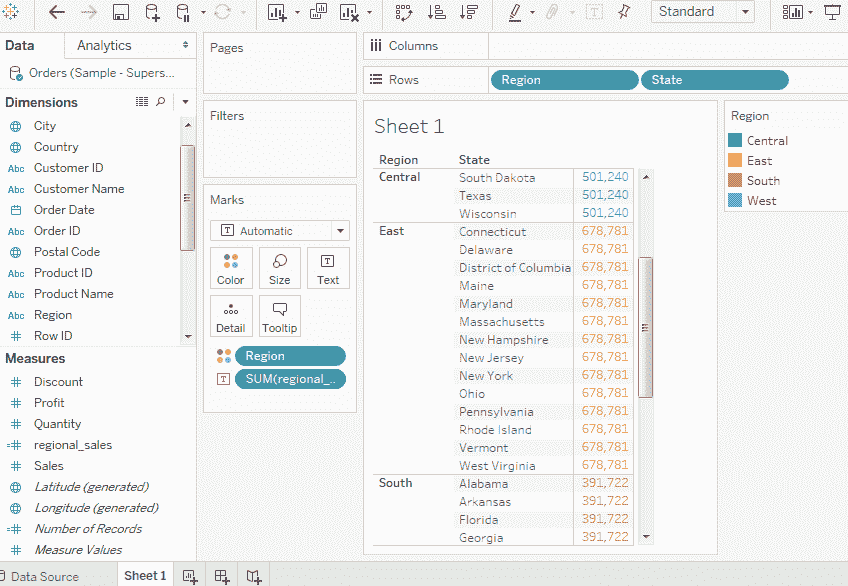 Standard
Data
Analytics
Orders (Sample - Supers...
Dimensions
City
Country
Abc Customer ID
Abc Customer Name
Order Date
Abc Order ID
Postal Code
Abc Product ID
Abc Product Name
Abc Region
# Row ID
Measures
# Discount
# Profit
# Quantity
=# regional_sales
# Sales
Latitude (generated)
Longitude (generated)
=# Number of Records
# Measure Values
Pages
Filters
Marks
T Automatic
Color
Size
T Text
Detail
Tooltip
Region
T SUM(regional_..
Columns
Rows
Region
State
Sheet 1
Region State
Central South Dakota 501,240
Texas 501,240
Wisconsin 501,240
East Connecticut 678,781
Delaware 678,781
District of Columbia 678,781
Maine 678,781
Maryland 678,781
Massachusetts 678,781
New Hampshire 678,781
New Jersey 678,781
New York 678,781
Ohio 678,781
Pennsylvania 678,781
Rhode Island 678,781
Vermont 678,781
West Virginia 678,781
South Alabama 391,722
Arkansas 391,722
Florida 391,722
Georgia 391,722
Region
Central
East
South
West
Data Source
Sheet 1